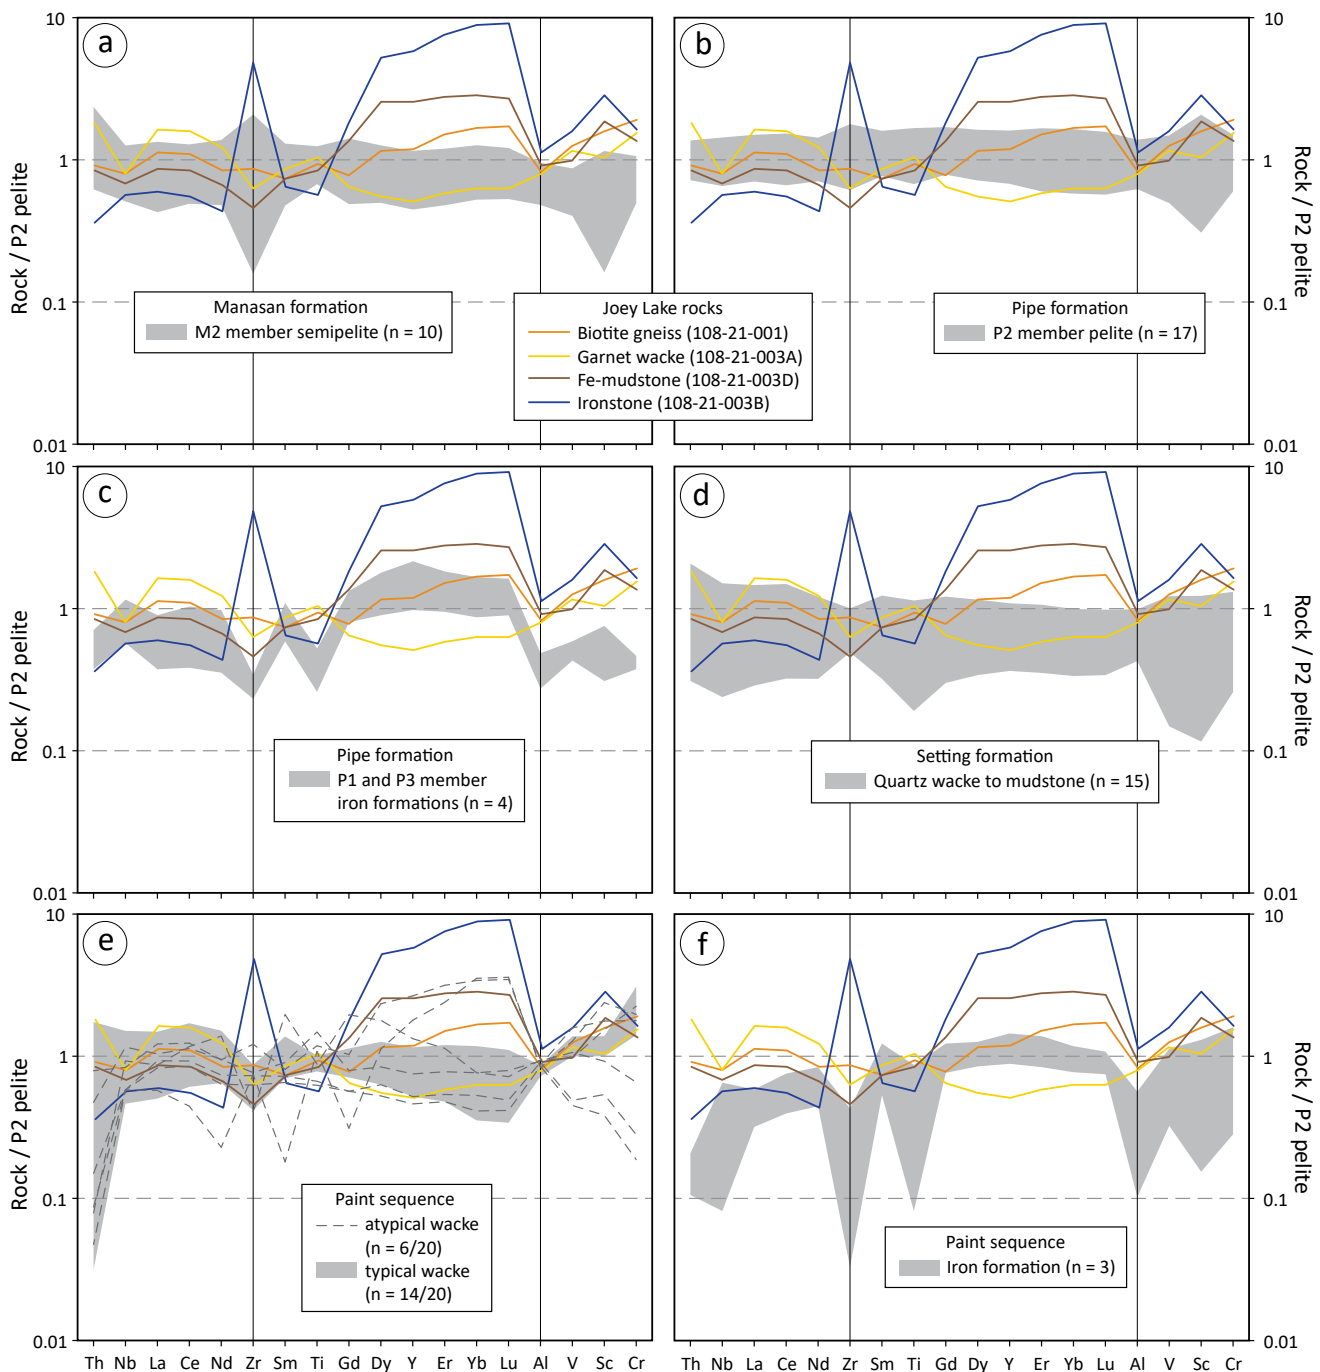 a
b
10
1
0.1
0.01
10
1
0.1
0.01
Rock / P2 pelite
Rock / P2 pelite
Manasan formation
M2 member semipelite (n = 10)
Joey Lake rocks
Biotite gneiss (108-21-001)
Garnet wacke (108-21-003A)
Fe-mudstone (108-21-003D)
Ironstone (108-21-003B)
Pipe formation
P2 member pelite (n = 17)
c
d
10
1
0.1
0.01
10
1
0.1
0.01
Rock / P2 pelite
Rock / P2 pelite
Pipe formation
P1 and P3 member
iron formations (n = 4)
Setting formation
Quartz wacke to mudstone (n = 15)
e
f
10
1
0.1
0.01
10
1
0.1
0.01
Rock / P2 pelite
Rock / P2 pelite
Paint sequence
atypical wacke
(n = 6/20)
typical wacke
(n = 14/20)
Paint sequence
Iron formation (n = 3)
Th Nb La Ce Nd Zr Sm Ti Gd Dy Y Er Yb Lu Al V Sc Cr
Th Nb La Ce Nd Zr Sm Ti Gd Dy Y Er Yb Lu Al V Sc Cr